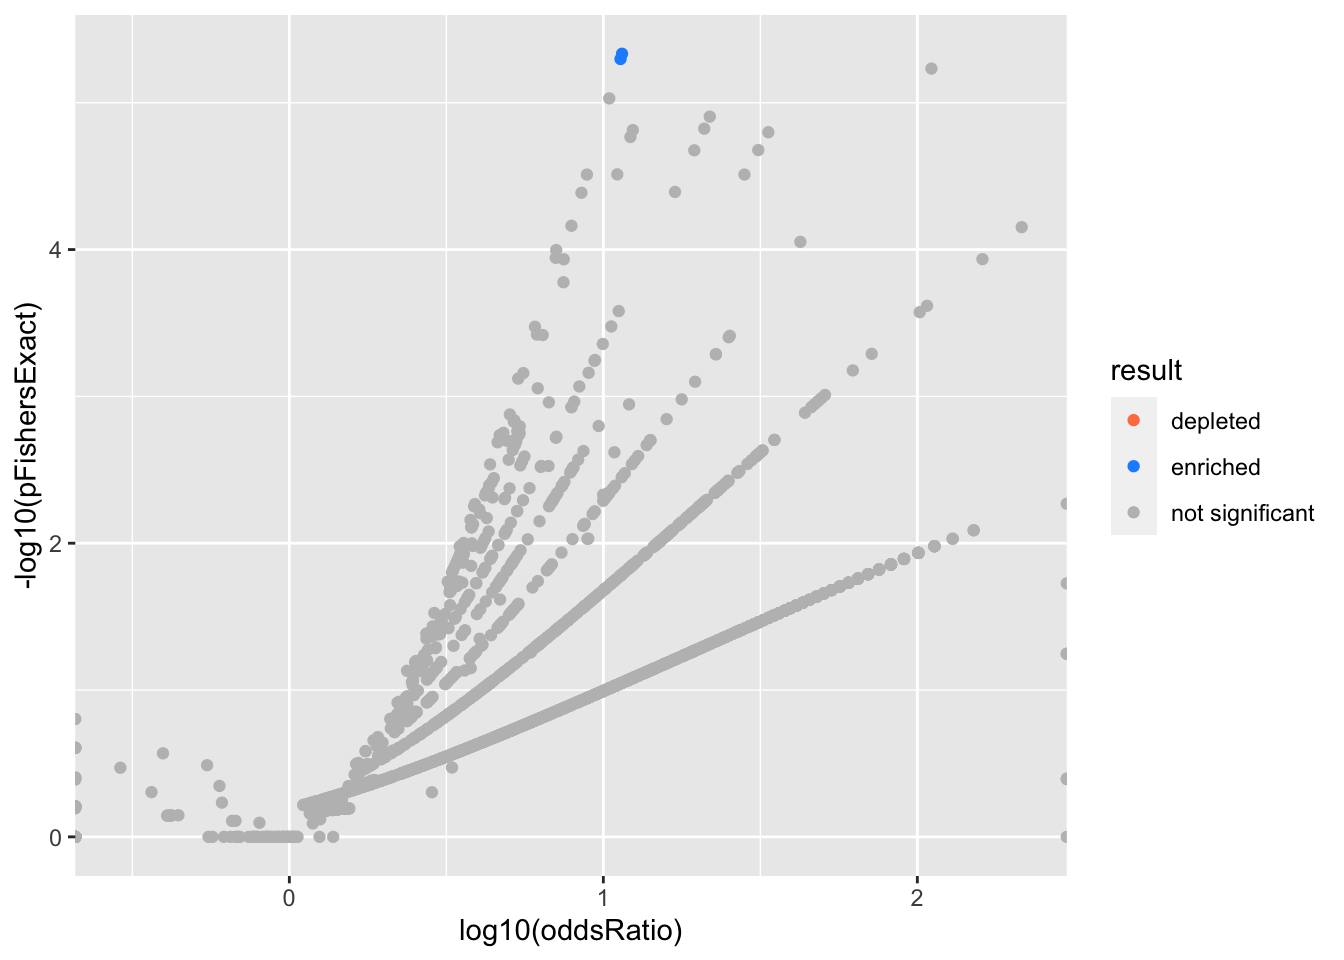 4
2
0
-log10(pFishersExact)
0
1
2
log10(oddsRatio)
result
depleted
enriched
not significant